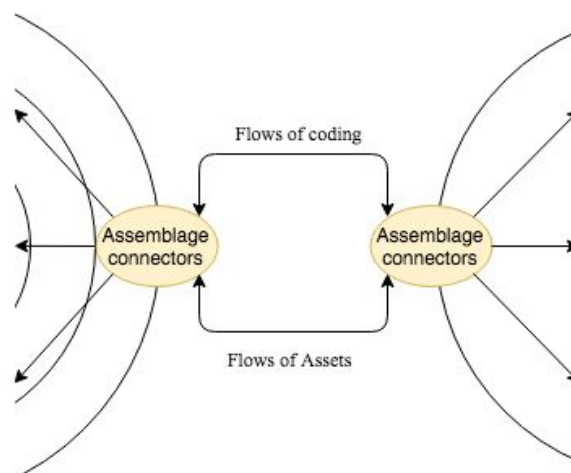 Flows of coding
Assemblage
connectors
Assemblage
connectors
Flows of Assets